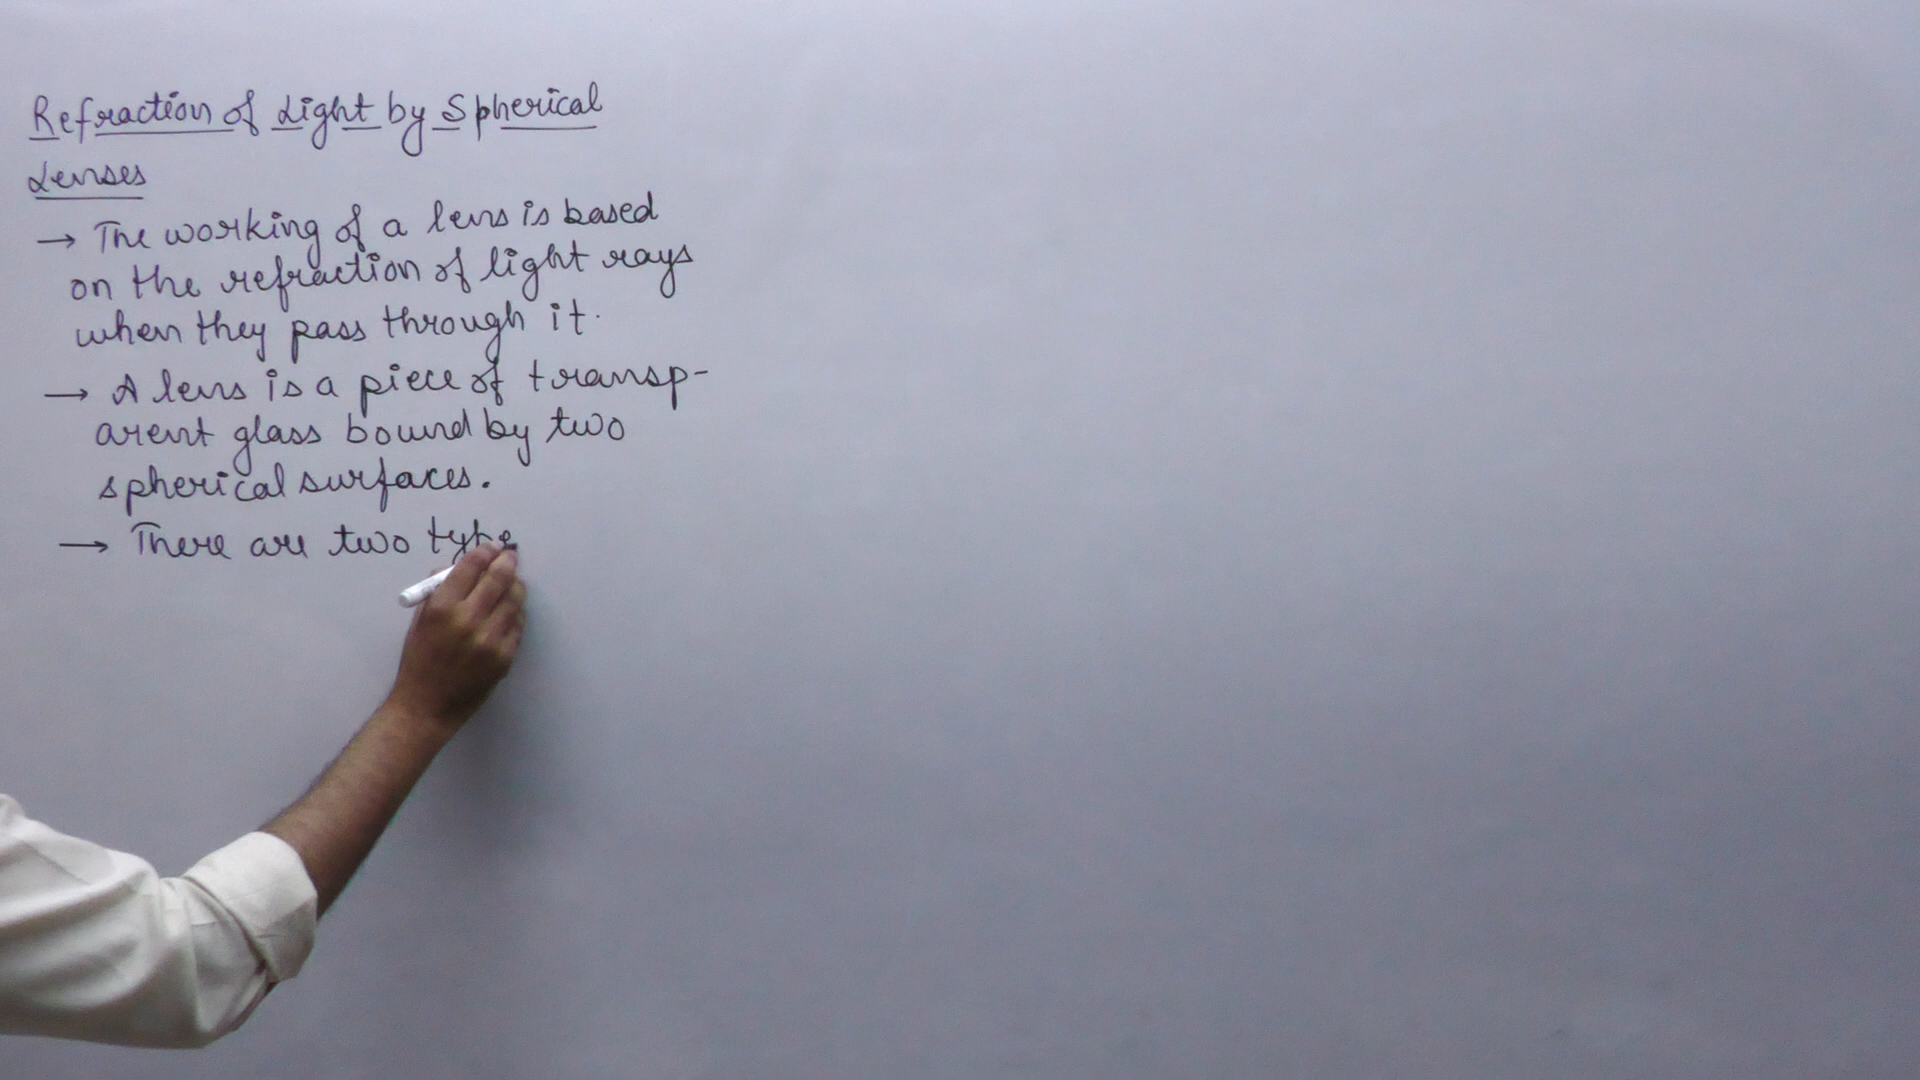 Refraction of Light by Spherical
Lenses
→ The working of a lens is based
on the refraction of light rays
when they pass through it.
→ A lens is a piece of transp-
arent glass bound by two
spherical surfaces.
→ There are two type